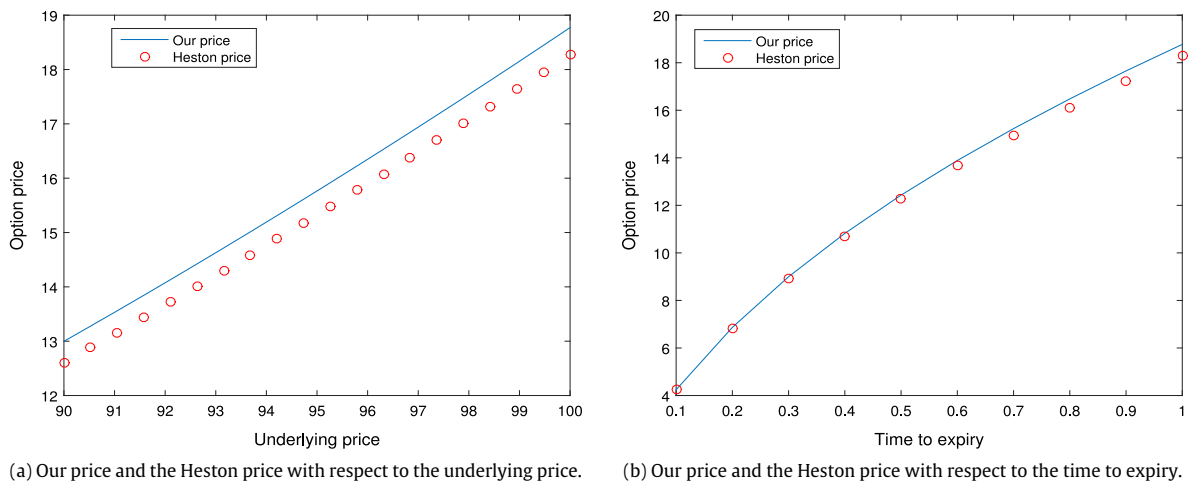 19
18
17
16
15
14
13
12
Option price
Our price
Heston price
90 91 92 93 94 95 96 97 98 99 100
Underlying price
(a) Our price and the Heston price with respect to the underlying price.
20
18
16
14
12
10
8
6
4
Option price
Our price
Heston price
0.1 0.2 0.3 0.4 0.5 0.6 0.7 0.8 0.9 1
Time to expiry
(b) Our price and the Heston price with respect to the time to expiry.